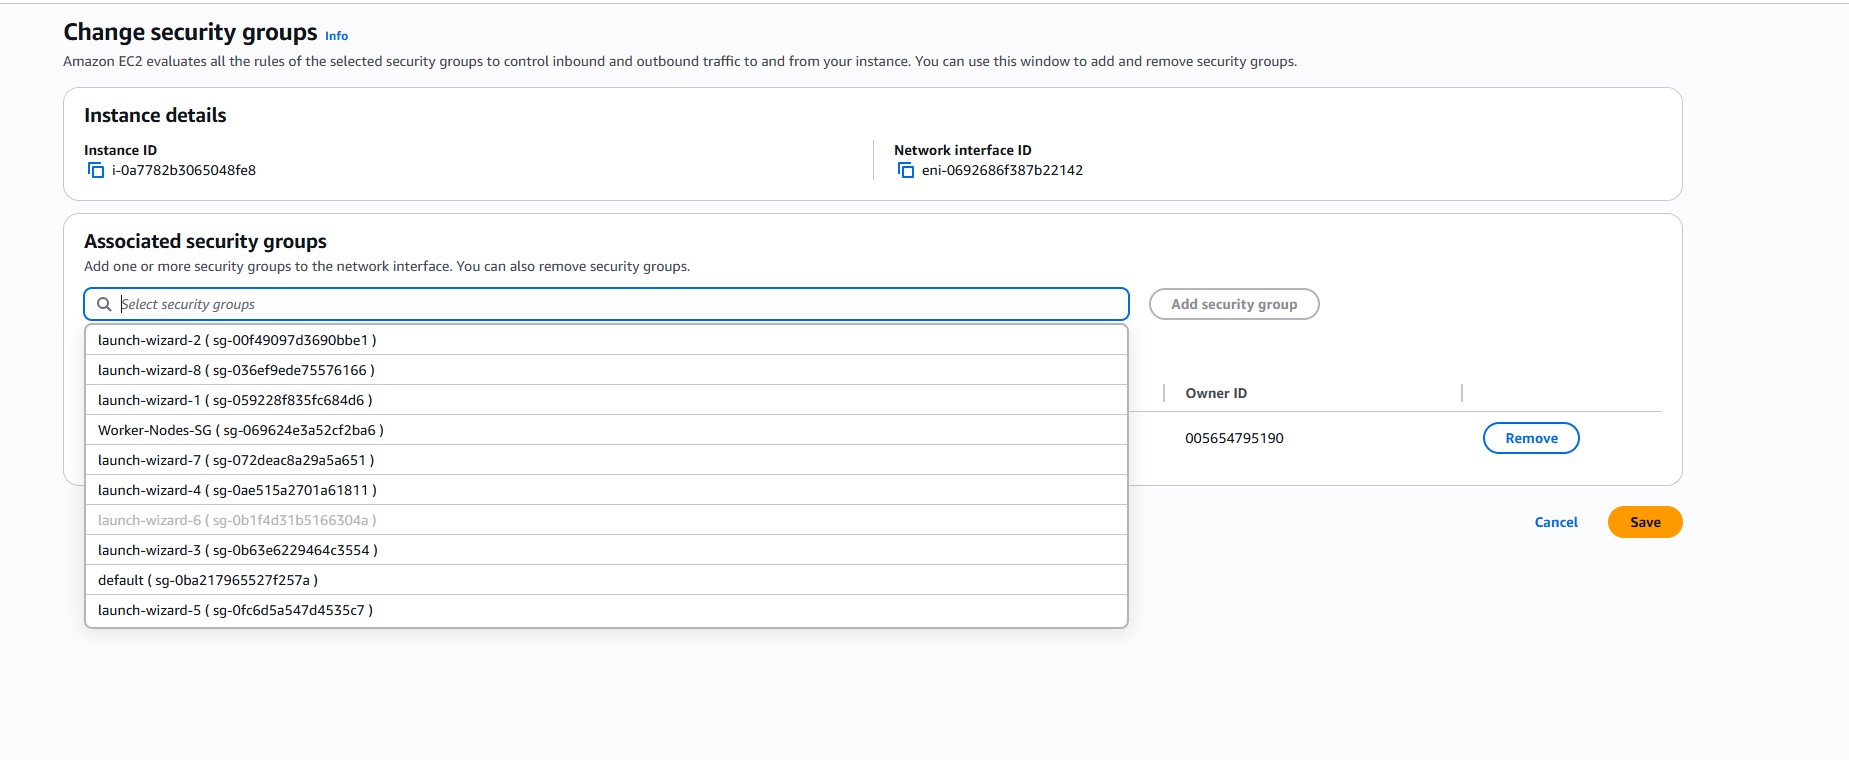 Change security groups Info
Amazon EC2 evaluates all the rules of the selected security groups to control inbound and outbound traffic to and from your instance. You can use this window to add and remove security groups.
Instance details
Instance ID
i-0a7782b3065048fe8
Network interface ID
eni-0692686f387b22142
Associated security groups
Add one or more security groups to the network interface. You can also remove security groups.
Select security groups
Add security group
launch-wizard-2 ( sg-00f49097d3690bbe1 )
launch-wizard-8 ( sg-036ef9ede75576166 )
launch-wizard-1 ( sg-059228f835fc684d6 )
Worker-Nodes-SG ( sg-069624e3a52cf2ba6 )
launch-wizard-7 ( sg-072deac8a29a5a651 )
launch-wizard-4 ( sg-0ae515a2701a61811 )
launch-wizard-6 ( sg-0b1f4d31b5166304a )
launch-wizard-3 ( sg-0b63e6229464c3554 )
default ( sg-0ba217965527f257a )
launch-wizard-5 ( sg-0fc6d5a547d4535c7 )
Owner ID
005654795190
Remove
Cancel
Save